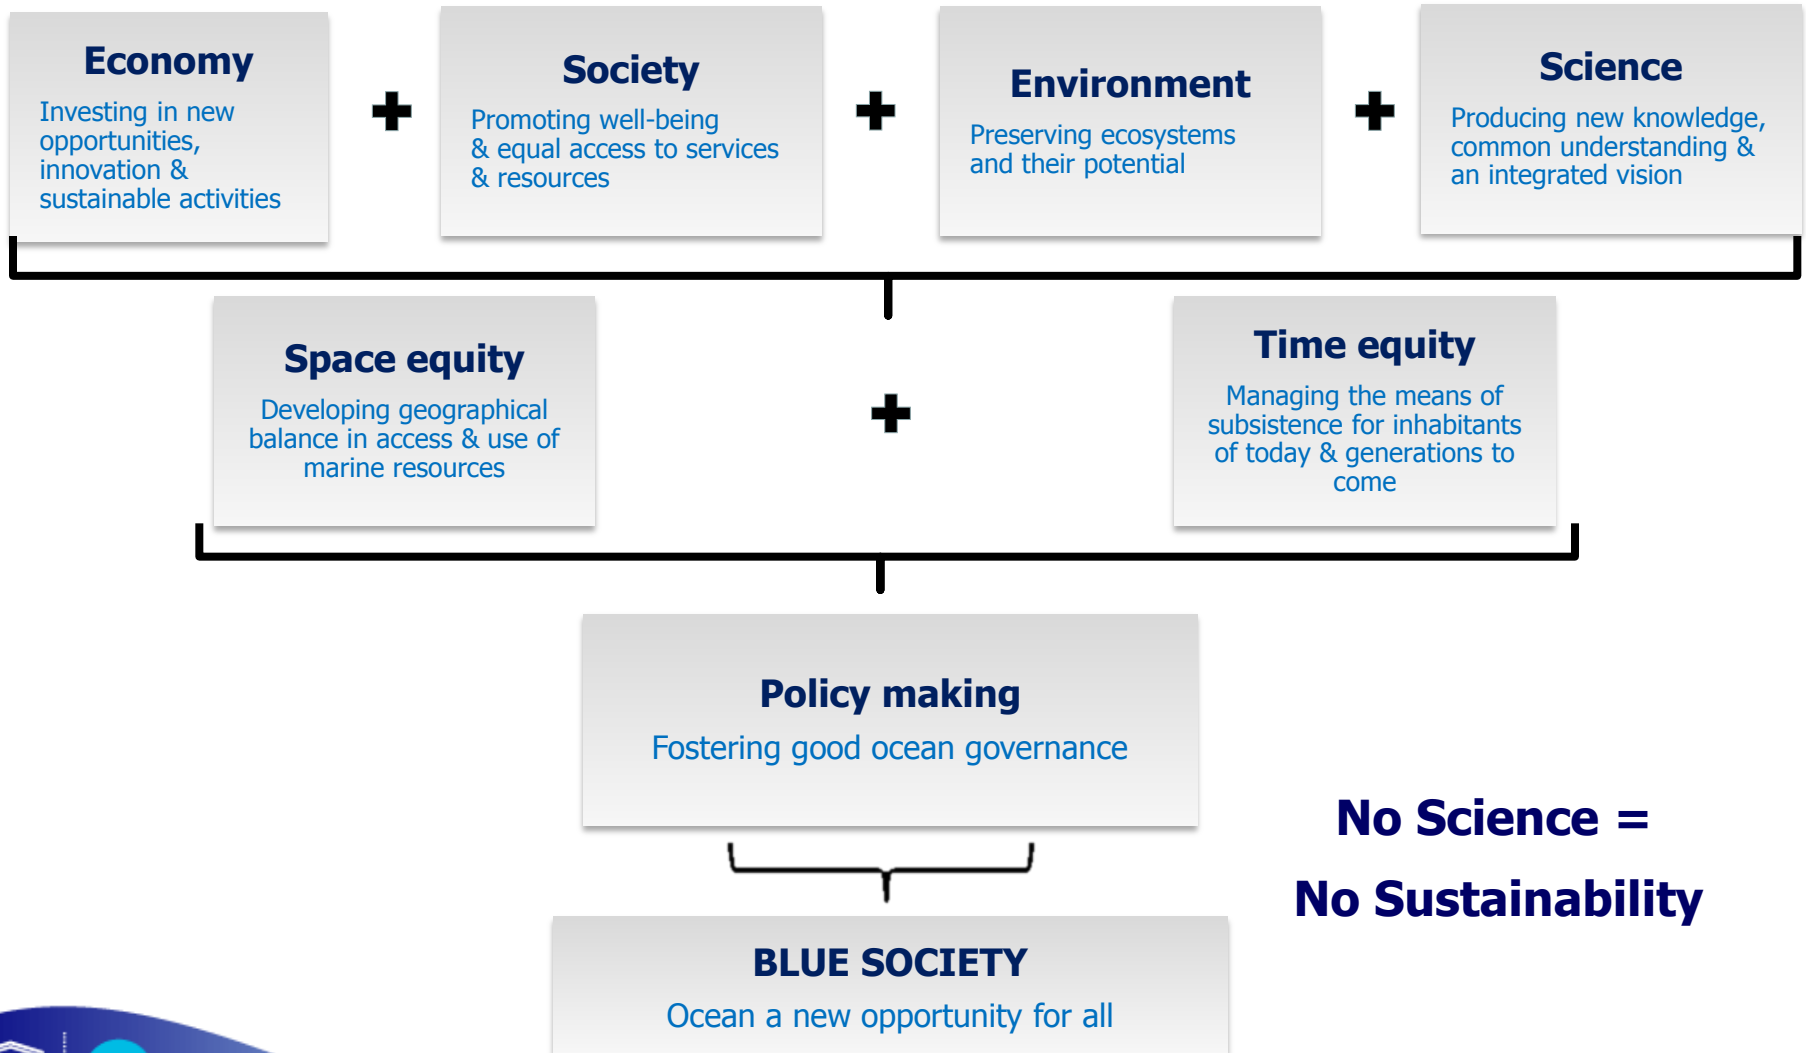 Economy
Investing in new
opportunities,
innovation &
sustainable activities
Society
Promoting well-being
& equal access to services
& resources
Environment
Preserving ecosystems
and their potential
Science
Producing new knowledge,
common understanding &
an integrated vision
Space equity
Developing geographical
balance in access & use of
marine resources
Time equity
Managing the means of
subsistence for inhabitants
of today & generations to
come
Policy making
Fostering good ocean governance
No Science =
No Sustainability
BLUE SOCIETY
Ocean a new opportunity for all